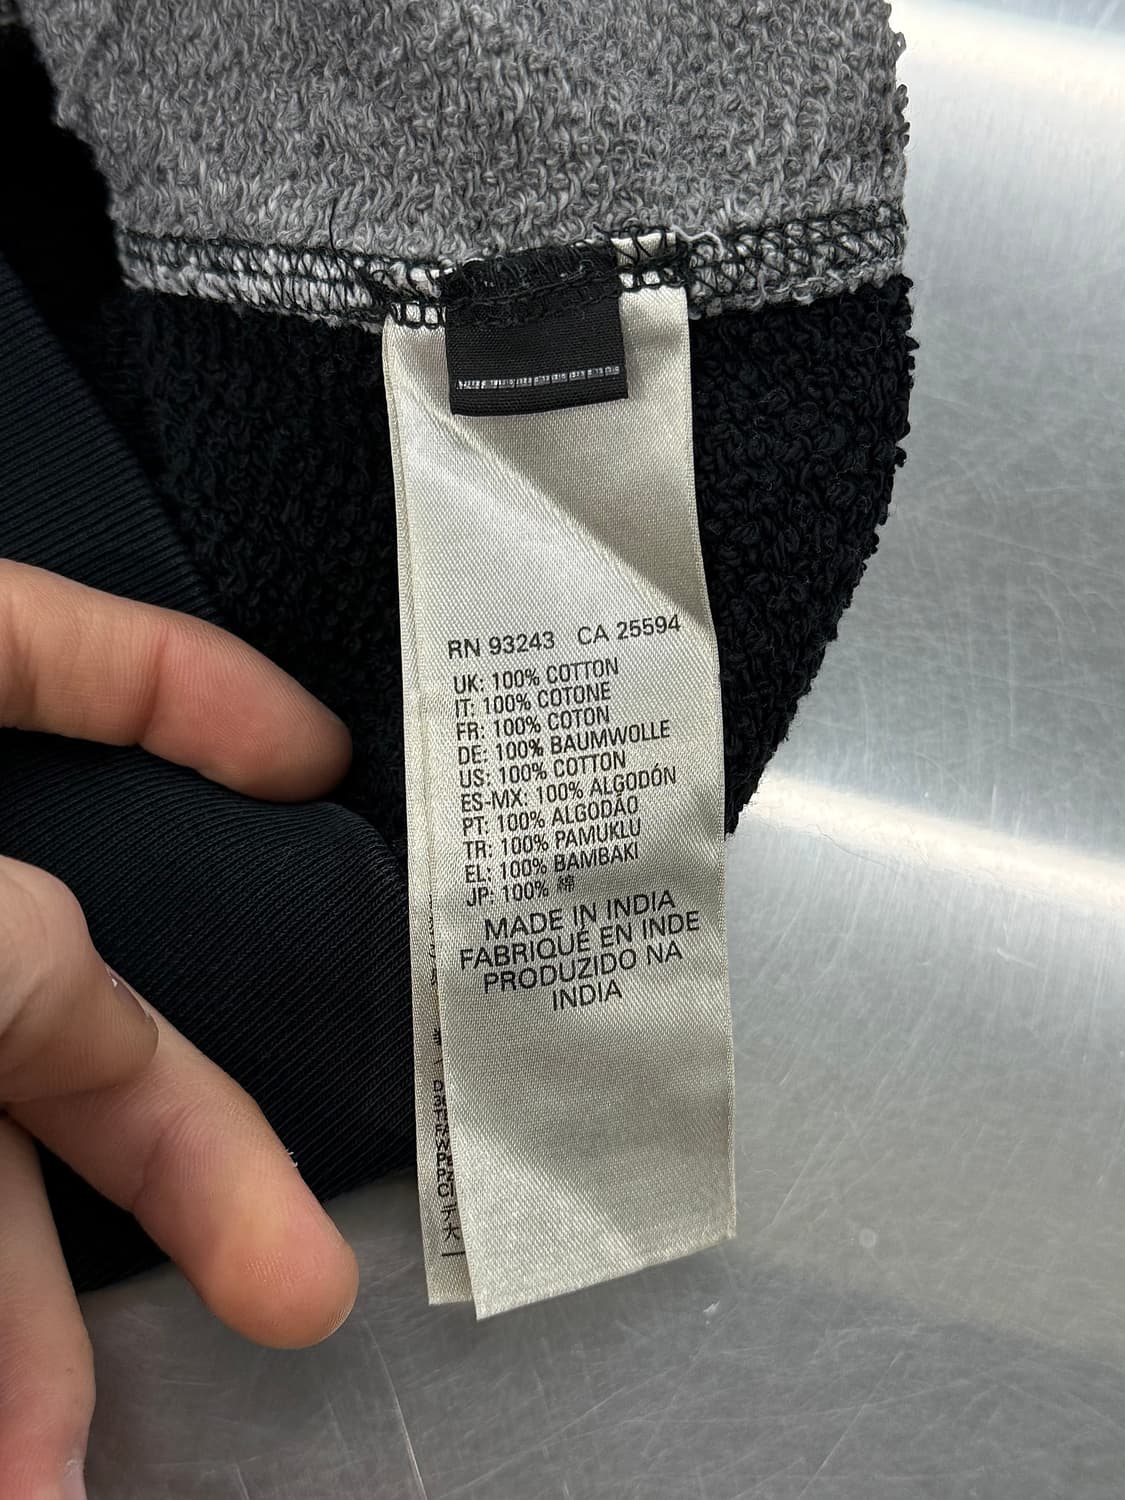 RN 93243 CA 25594
UK: 100% COTTON
IT: 100% COTONE
FR: 100% COTON
DE: 100% BAUMWOLLE
US: 100% COTTON
ES-MX: 100% ALGODÓN
PT: 100% ALGODÃO
TR: 100% PAMUKLU
EL: 100% BAMBAKI
JP: 100% 綿
MADE IN INDIA
FABRIQUÉ EN INDE
PRODUZIDO NA
INDIA